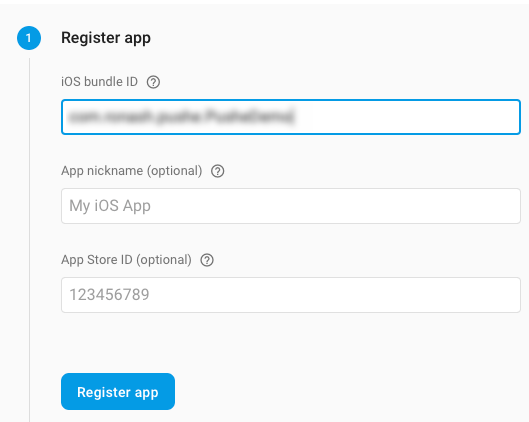 1 Register app
iOS bundle ID ?
App nickname (optional) ?
My iOS App
App Store ID (optional) ?
123456789
Register app